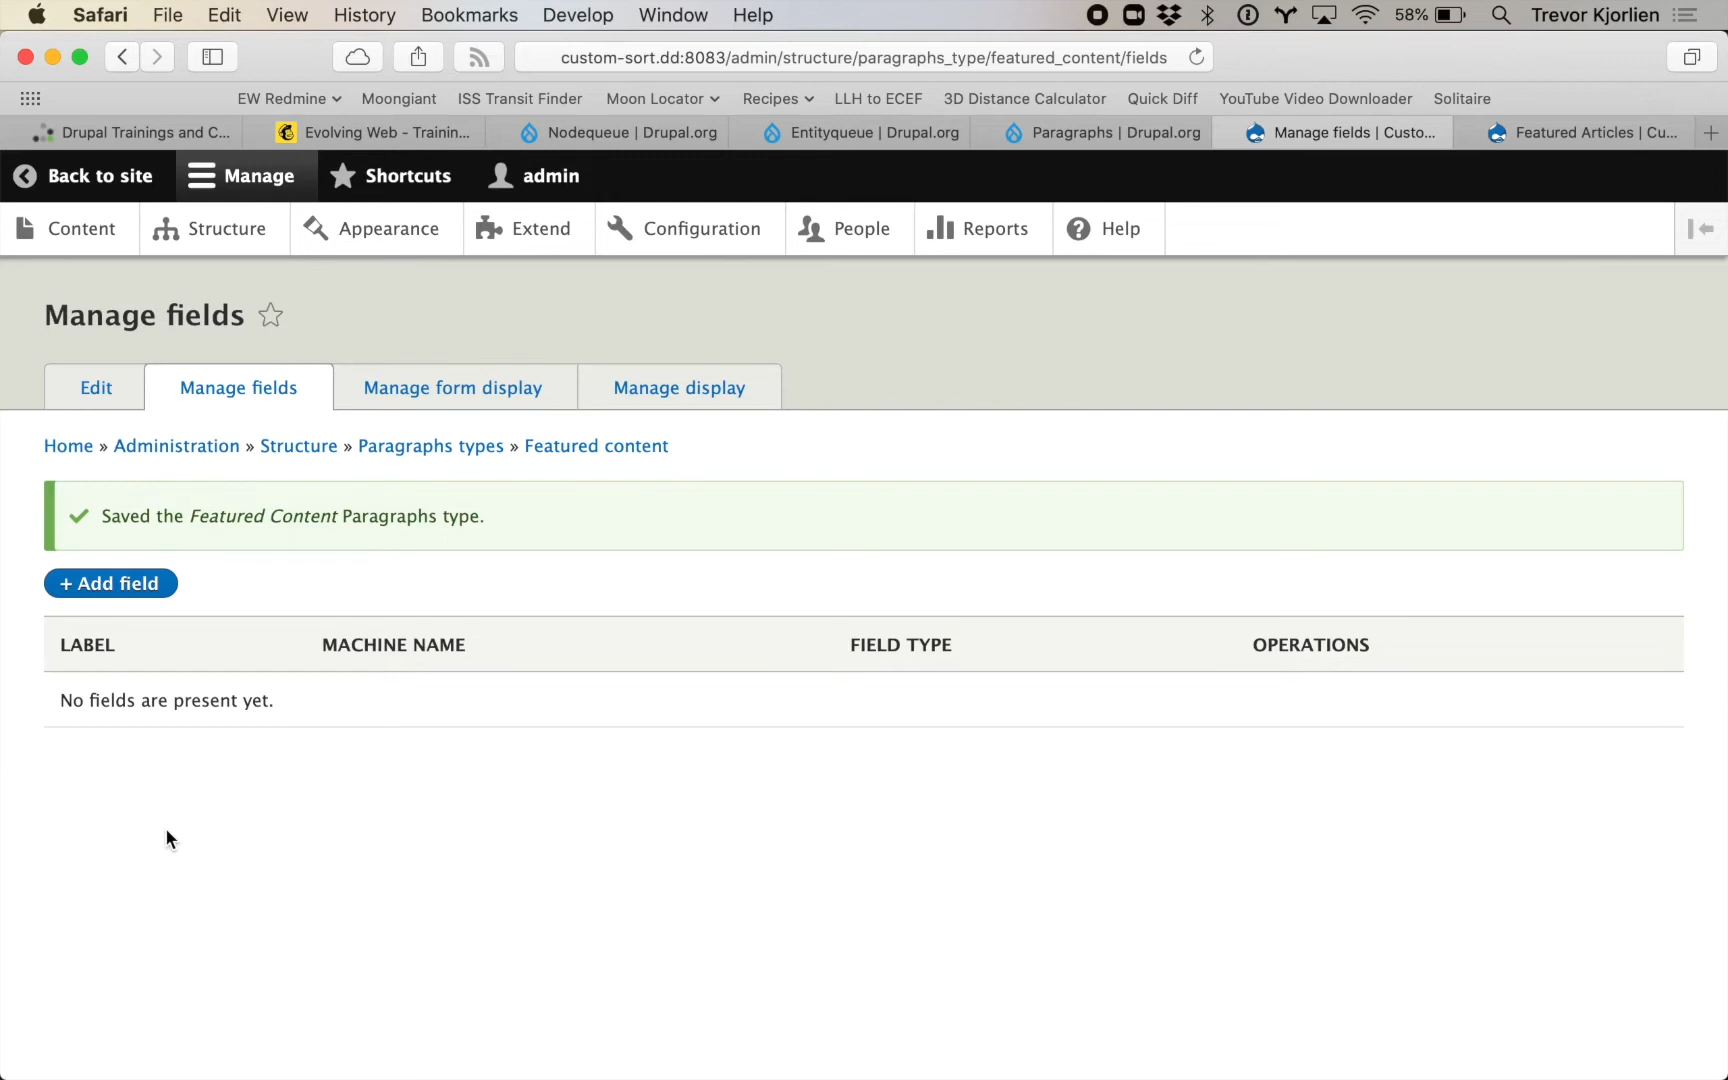 Safari File Edit View History Bookmarks Develop Window Help 58% Trevor Kjorlien
custom-sort.dd:8083/admin/structure/paragraphs_type/featured_content/fields
EW Redmine Moongiant ISS Transit Finder Moon Locator Recipes LLH to ECEF 3D Distance Calculator Quick Diff YouTube Video Downloader Solitaire
Drupal Trainings and C... Evolving Web - Trainin... Nodequeue | Drupal.org Entityqueue | Drupal.org Paragraphs | Drupal.org Manage fields | Custo... Featured Articles | Cu... +
Back to site Manage Shortcuts admin
Content Structure Appearance Extend Configuration People Reports Help
Manage fields
Edit Manage fields Manage form display Manage display
Home » Administration » Structure » Paragraphs types » Featured content
Saved the Featured Content Paragraphs type.
+ Add field
LABEL MACHINE NAME FIELD TYPE OPERATIONS
No fields are present yet.